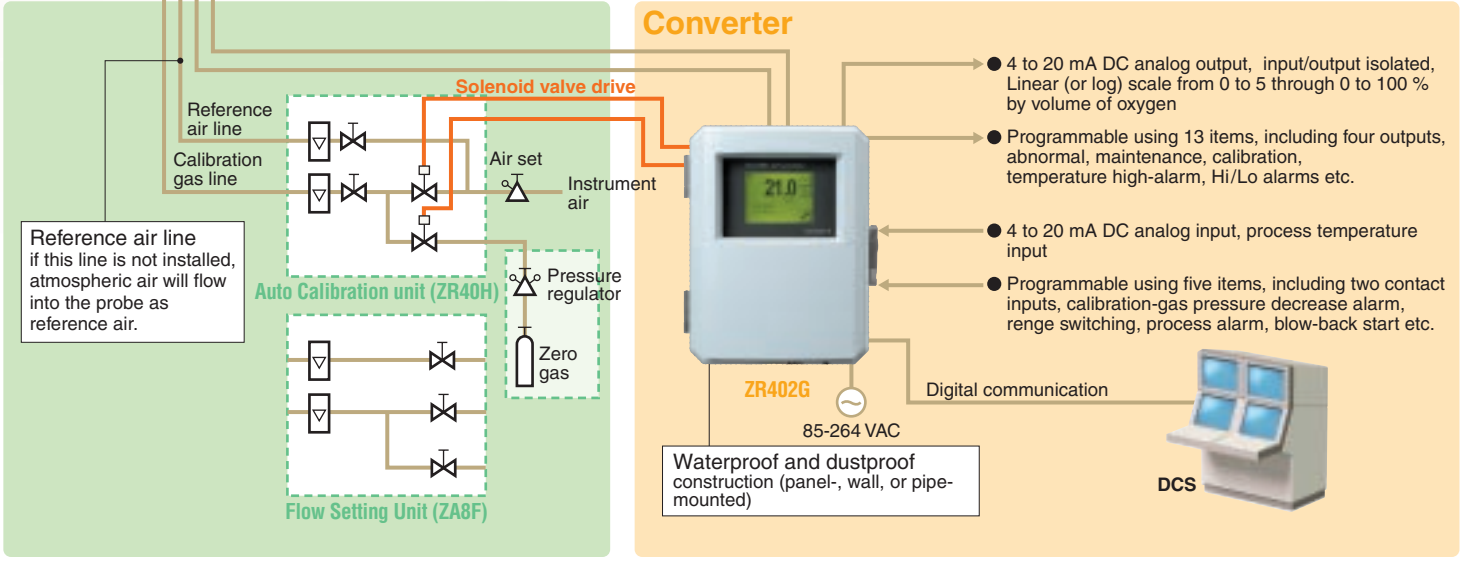 Converter
Solenoid valve drive
Reference
air line
Calibration
gas line
Air set
Instrument
air
Reference air line
if this line is not installed,
atmospheric air will flow
into the probe as
reference air.
Auto Calibration unit (ZR40H)
Pressure
regulator
Zero
gas
Flow Setting Unit (ZA8F)
21.0
● 4 to 20 mA DC analog output, input/output isolated,
Linear (or log) scale from 0 to 5 through 0 to 100 %
by volume of oxygen
● Programmable using 13 items, including four outputs,
abnormal, maintenance, calibration,
temperature high-alarm, Hi/Lo alarms etc.
● 4 to 20 mA DC analog input, process temperature
input
● Programmable using five items, including two contact
inputs, calibration-gas pressure decrease alarm,
renge switching, process alarm, blow-back start etc.
ZR402G
85-264 VAC
Digital communication
DCS
Waterproof and dustproof
construction (panel-, wall, or pipe-
mounted)